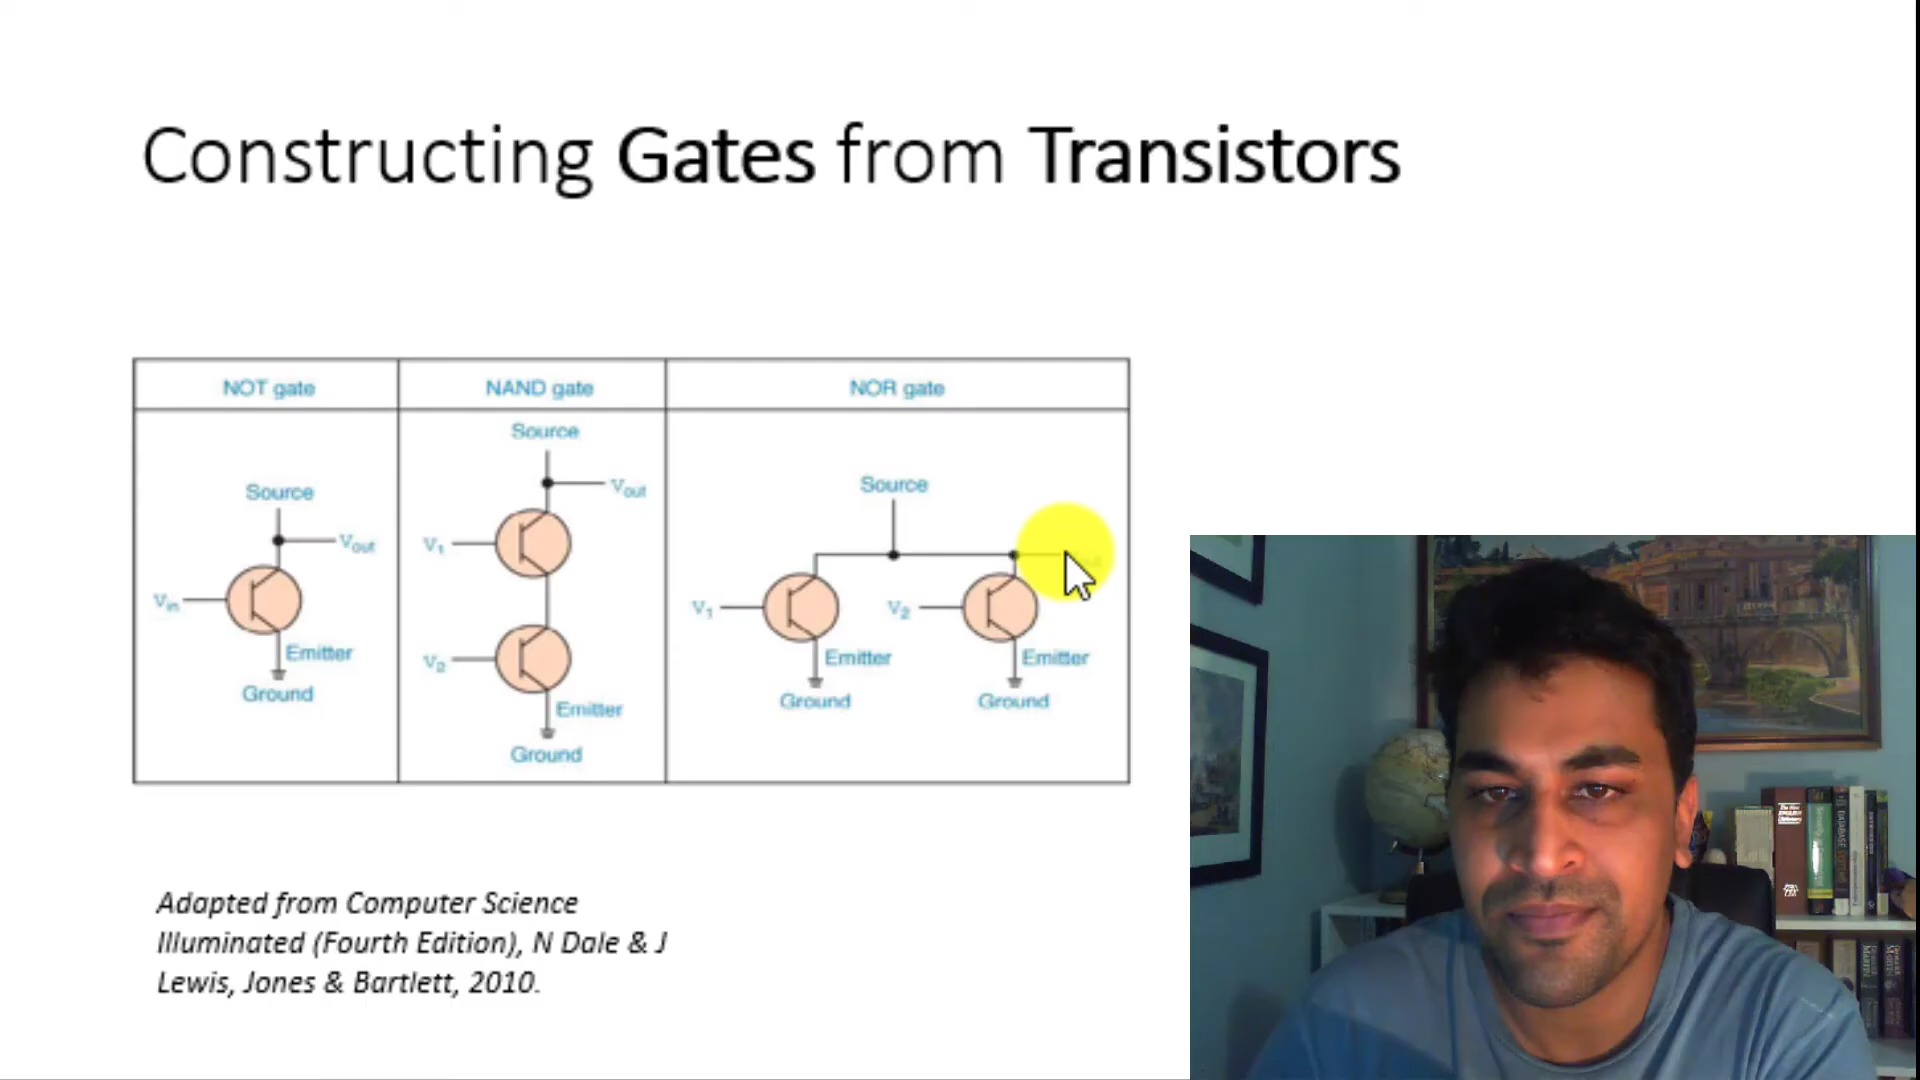 Constructing Gates from Transistors
NOT gate
NAND gate
NOR gate
Source
Vout
Vin
Emitter
Ground
Source
Vout
V1
V2
Emitter
Ground
Source
V1
V2
Emitter
Emitter
Ground
Ground
Adapted from Computer Science
Illuminated (Fourth Edition), N Dale & J
Lewis, Jones & Bartlett, 2010.
DATABASE